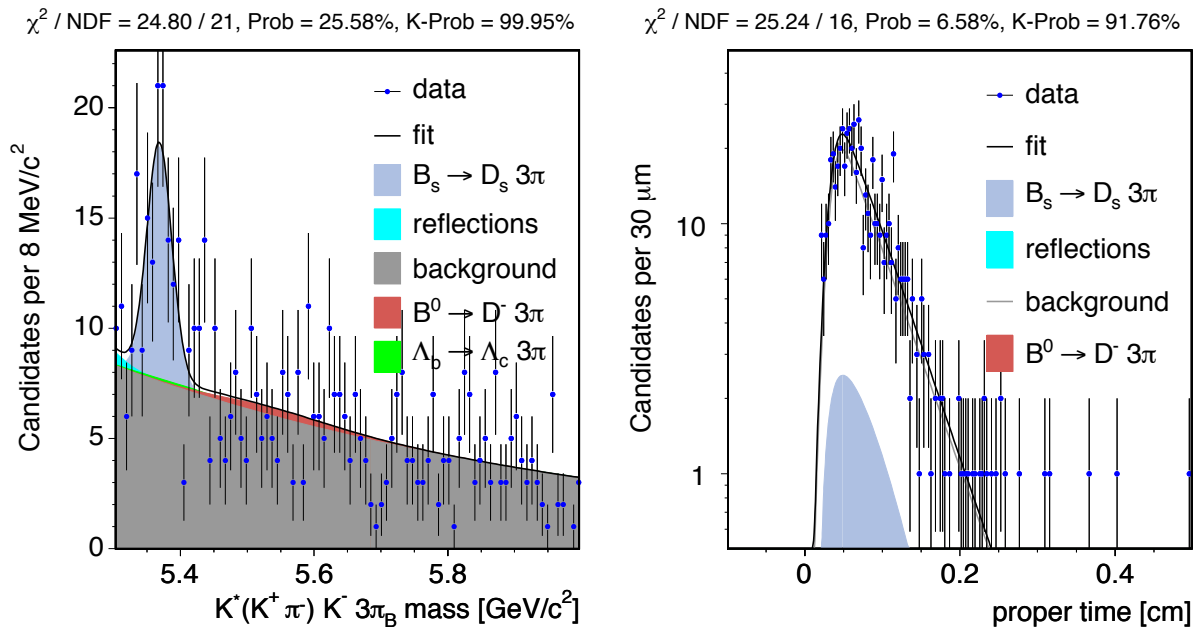 χ² / NDF = 24.80 / 21, Prob = 25.58%, K-Prob = 99.95%
Candidates per 8 MeV/c²
20
15
10
5
0
data
fit
Bₛ → Dₛ 3π
reflections
background
B⁰ → D⁻ 3π
Λ_b → Λ_c 3π
5.4
5.6
5.8
K*(K⁺ π⁻) K⁻ 3π_B mass [GeV/c²]
χ² / NDF = 25.24 / 16, Prob = 6.58%, K-Prob = 91.76%
Candidates per 30 μm
10
1
data
fit
Bₛ → Dₛ 3π
reflections
background
B⁰ → D⁻ 3π
0
0.2
0.4
proper time [cm]